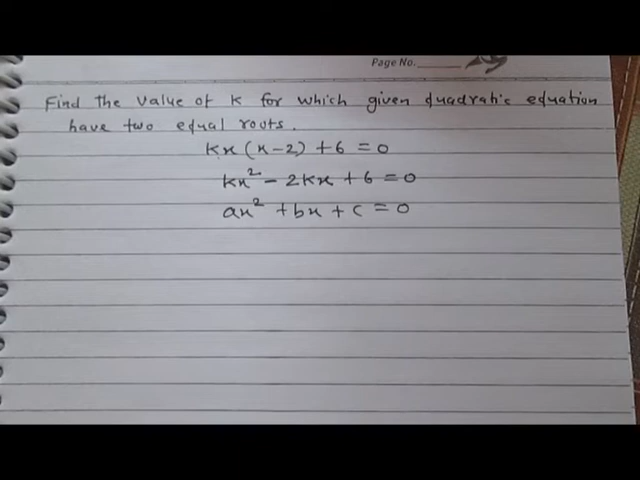 Page No.
Find the value of K for which given quadratic equation
have two equal roots.
Kx (x-2) + 6 = 0
Kx² - 2Kx + 6 = 0
ax² + bx + c = 0